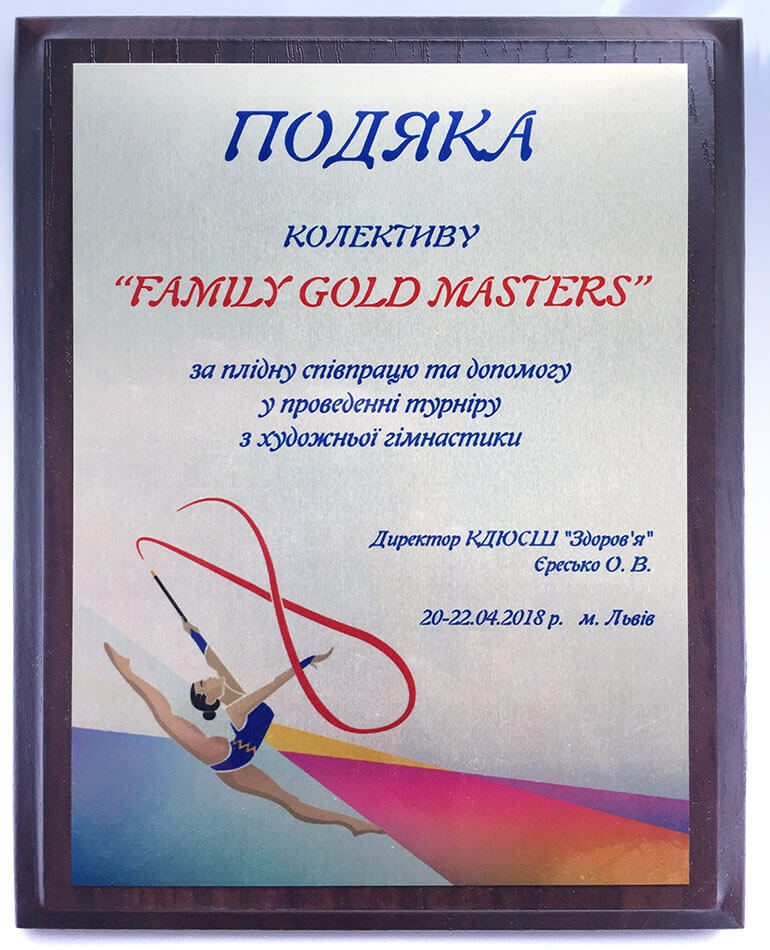 ПОДЯКА
КОЛЕКТИВУ
“FAMILY GOLD MASTERS”
за плідну співпрацю та допомогу
у проведенні турніру
з художньої гімнастики
Директор КДЮСШ "Здоров'я"
Єресько О. В.
20-22.04.2018 р. м. Львів